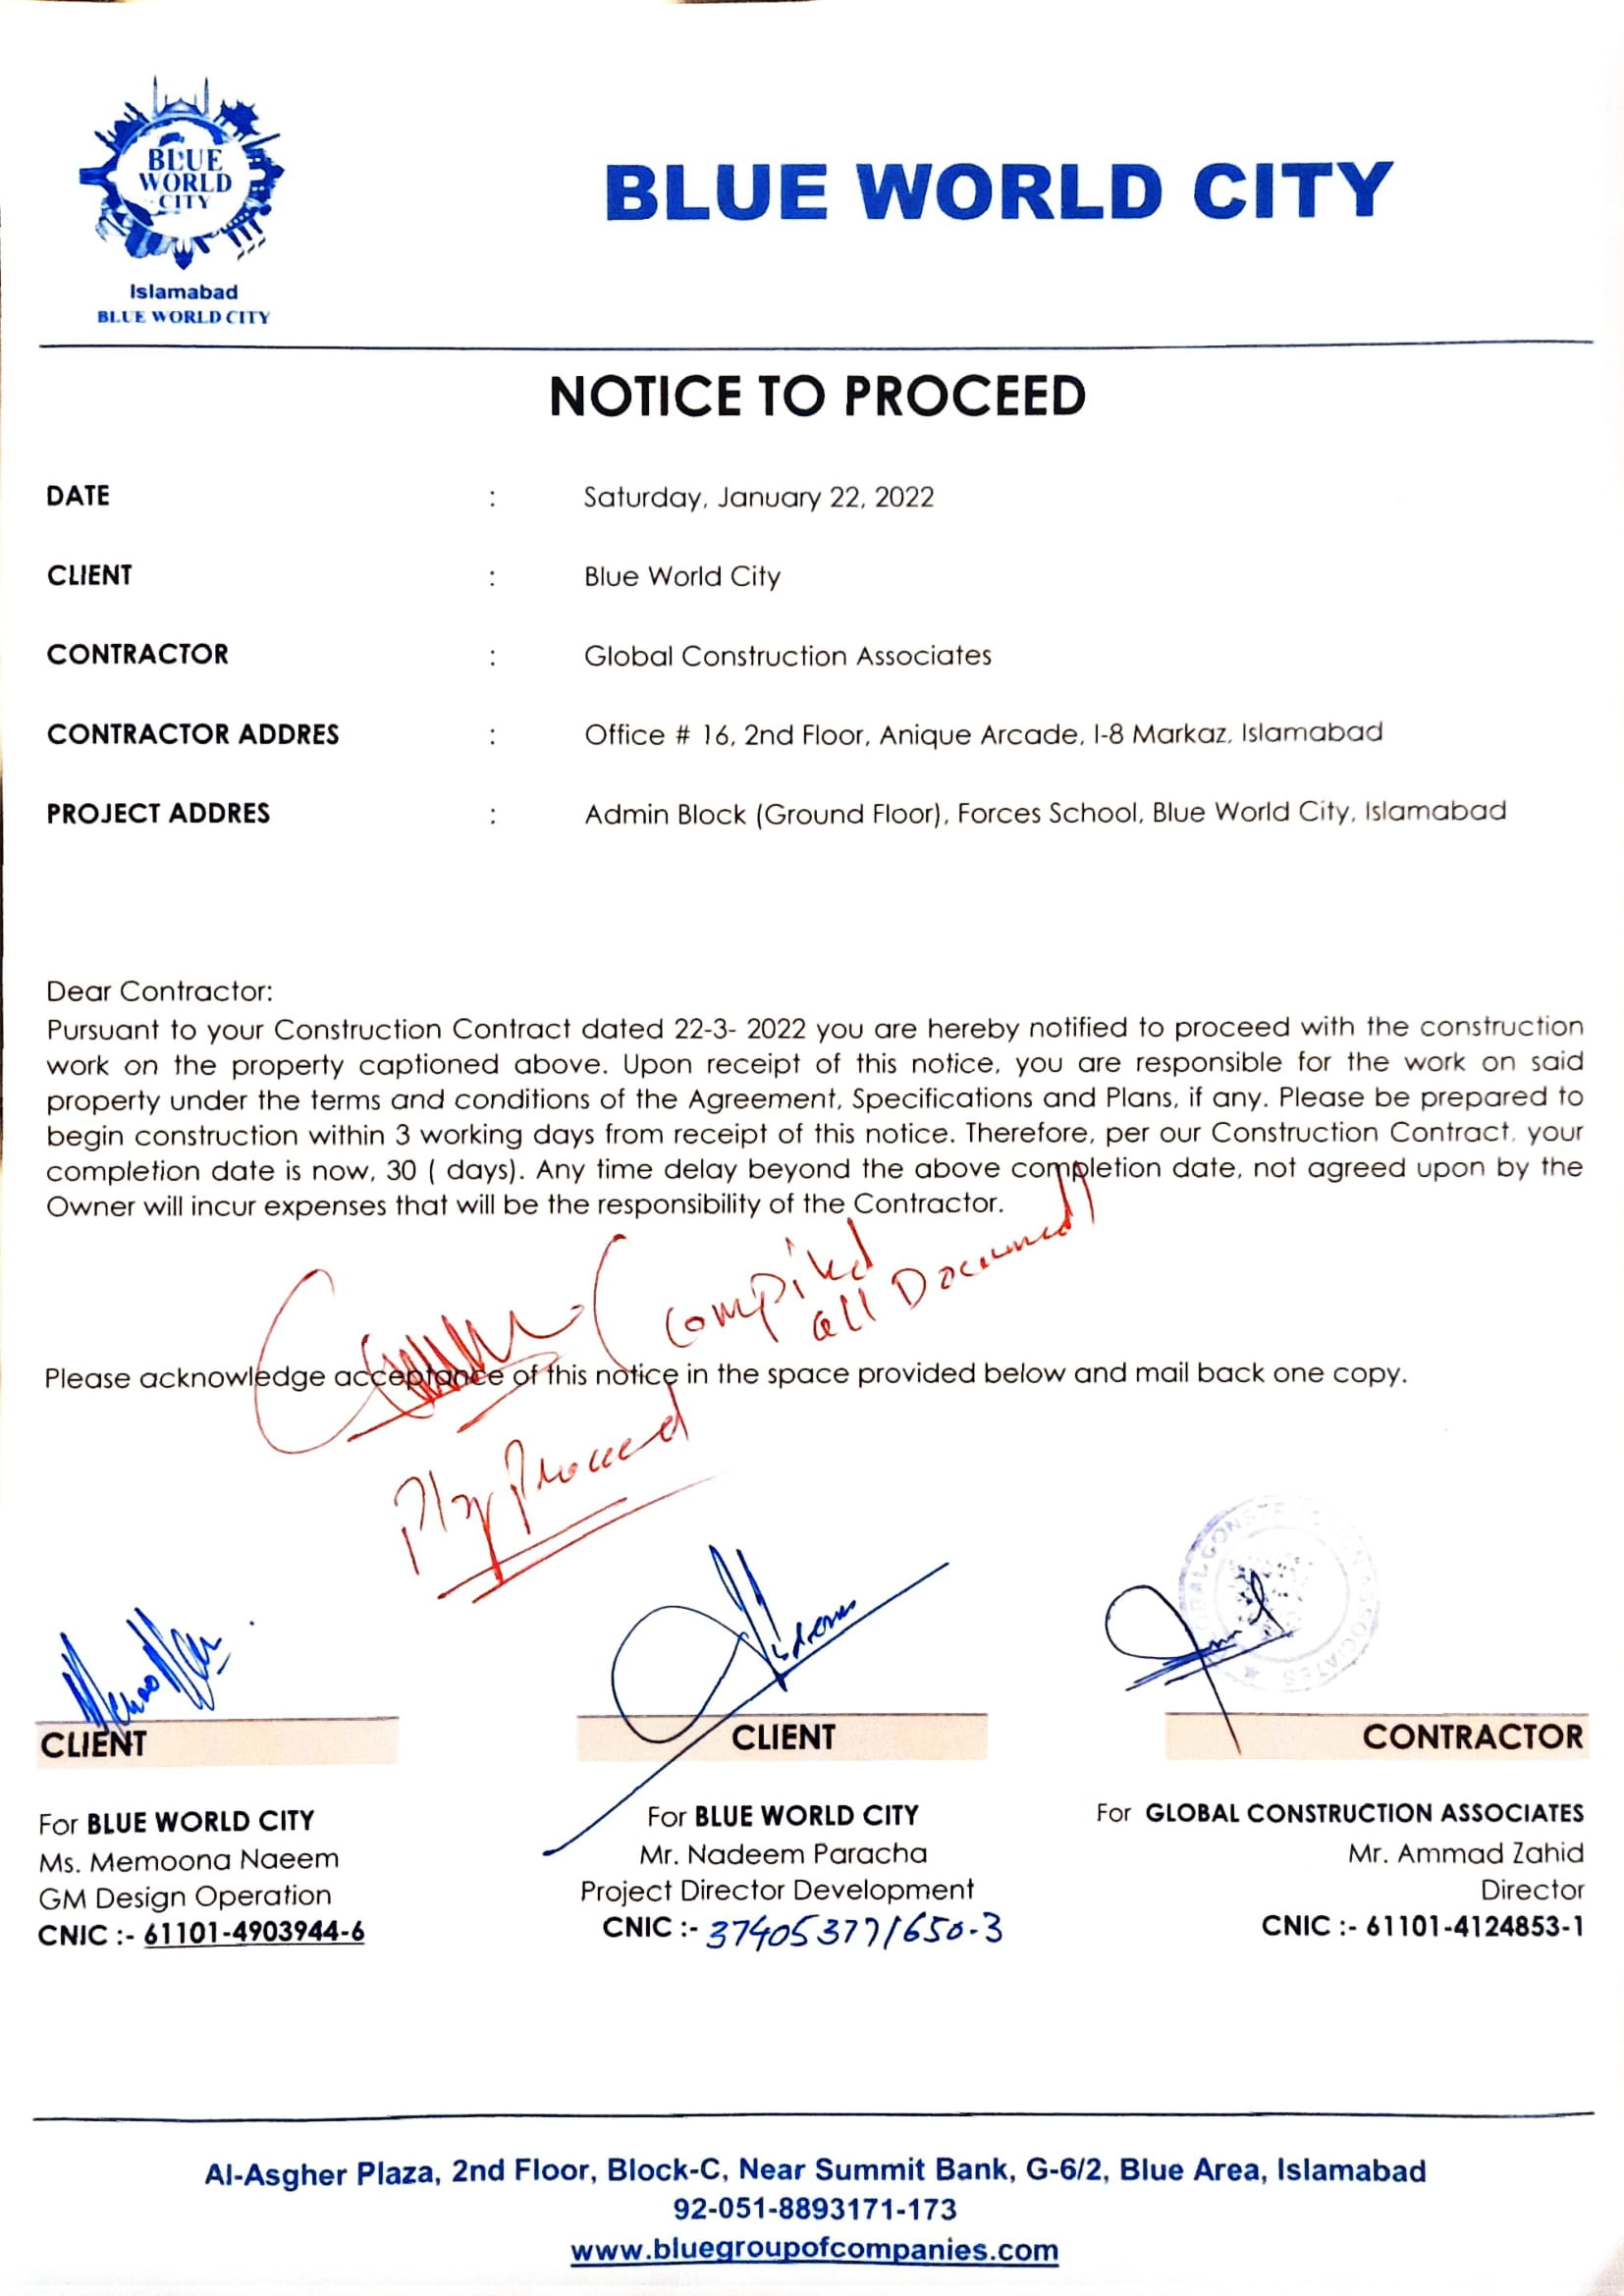 BLUE
WORLD
CITY
Islamabad
BLUE WORLD CITY
BLUE WORLD CITY
NOTICE TO PROCEED
DATE : Saturday, January 22, 2022
CLIENT : Blue World City
CONTRACTOR : Global Construction Associates
CONTRACTOR ADDRES : Office # 16, 2nd Floor, Anique Arcade, I-8 Markaz, Islamabad
PROJECT ADDRES : Admin Block (Ground Floor), Forces School, Blue World City, Islamabad
Dear Contractor:
Pursuant to your Construction Contract dated 22-3- 2022 you are hereby notified to proceed with the construction
work on the property captioned above. Upon receipt of this notice, you are responsible for the work on said
property under the terms and conditions of the Agreement, Specifications and Plans, if any. Please be prepared to
begin construction within 3 working days from receipt of this notice. Therefore, per our Construction Contract, your
completion date is now, 30 ( days). Any time delay beyond the above completion date, not agreed upon by the
Owner will incur expenses that will be the responsibility of the Contractor.
Compiled
all Document
Please acknowledge acceptance of this notice in the space provided below and mail back one copy.
Plz Proceed
GLOBAL CONSTRUCTION ASSOCIATES
CLIENT CLIENT CONTRACTOR
For BLUE WORLD CITY For BLUE WORLD CITY For GLOBAL CONSTRUCTION ASSOCIATES
Ms. Memoona Naeem Mr. Nadeem Paracha Mr. Ammad Zahid
GM Design Operation Project Director Development Director
CNIC :- 61101-4903944-6 CNIC :- 374053771650-3 CNIC :- 61101-4124853-1
Al-Asgher Plaza, 2nd Floor, Block-C, Near Summit Bank, G-6/2, Blue Area, Islamabad
92-051-8893171-173
www.bluegroupofcompanies.com